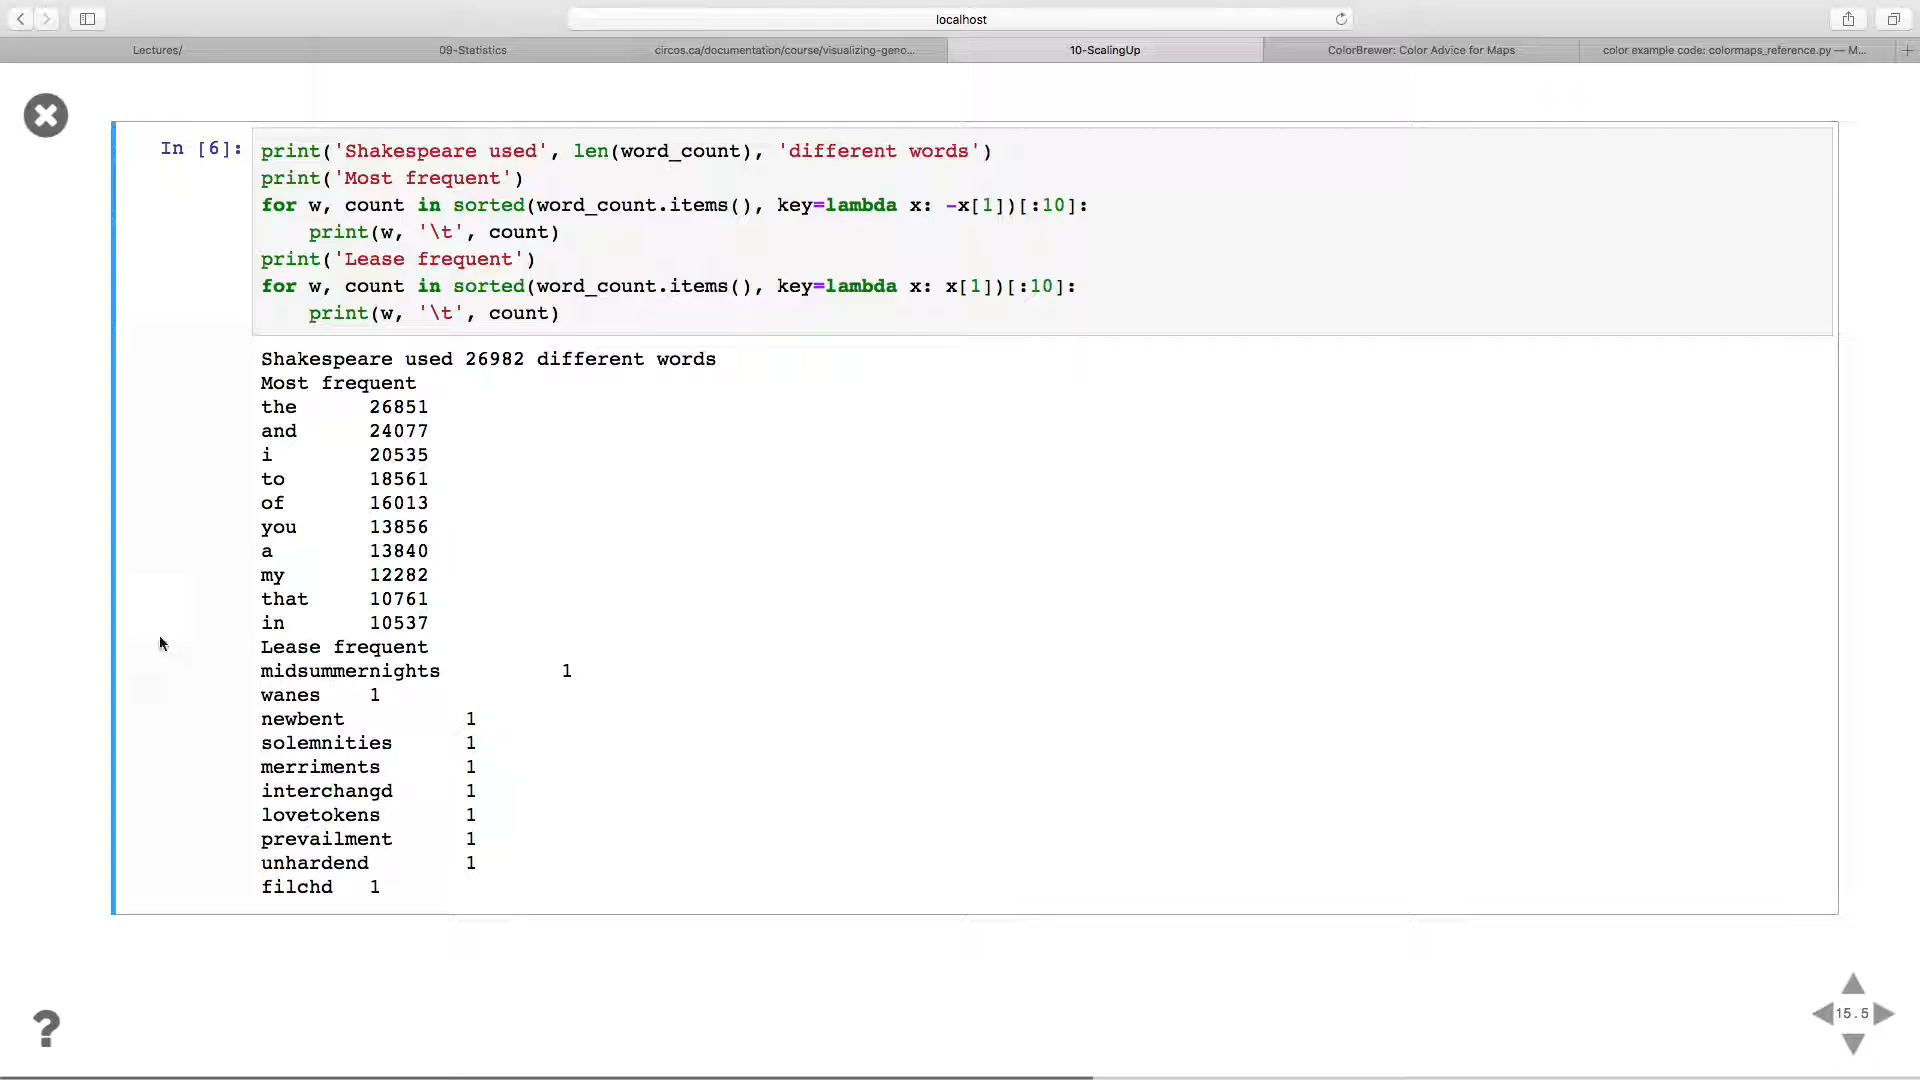 localhost
Lectures/
09-Statistics
circos.ca/documentation/course/visualizing-geno...
10-ScalingUp
ColorBrewer: Color Advice for Maps
color example code: colormaps_reference.py — M...
In [6]:
print('Shakespeare used', len(word_count), 'different words')
print('Most frequent')
for w, count in sorted(word_count.items(), key=lambda x: -x[1])[:10]:
    print(w, '\t', count)
print('Lease frequent')
for w, count in sorted(word_count.items(), key=lambda x: x[1])[:10]:
    print(w, '\t', count)
Shakespeare used 26982 different words
Most frequent
the 26851
and 24077
i 20535
to 18561
of 16013
you 13856
a 13840
my 12282
that 10761
in 10537
Lease frequent
midsummernights 1
wanes 1
newbent 1
solemnities 1
merriments 1
interchangd 1
lovetokens 1
prevailment 1
unhardend 1
filchd 1
?
15.5